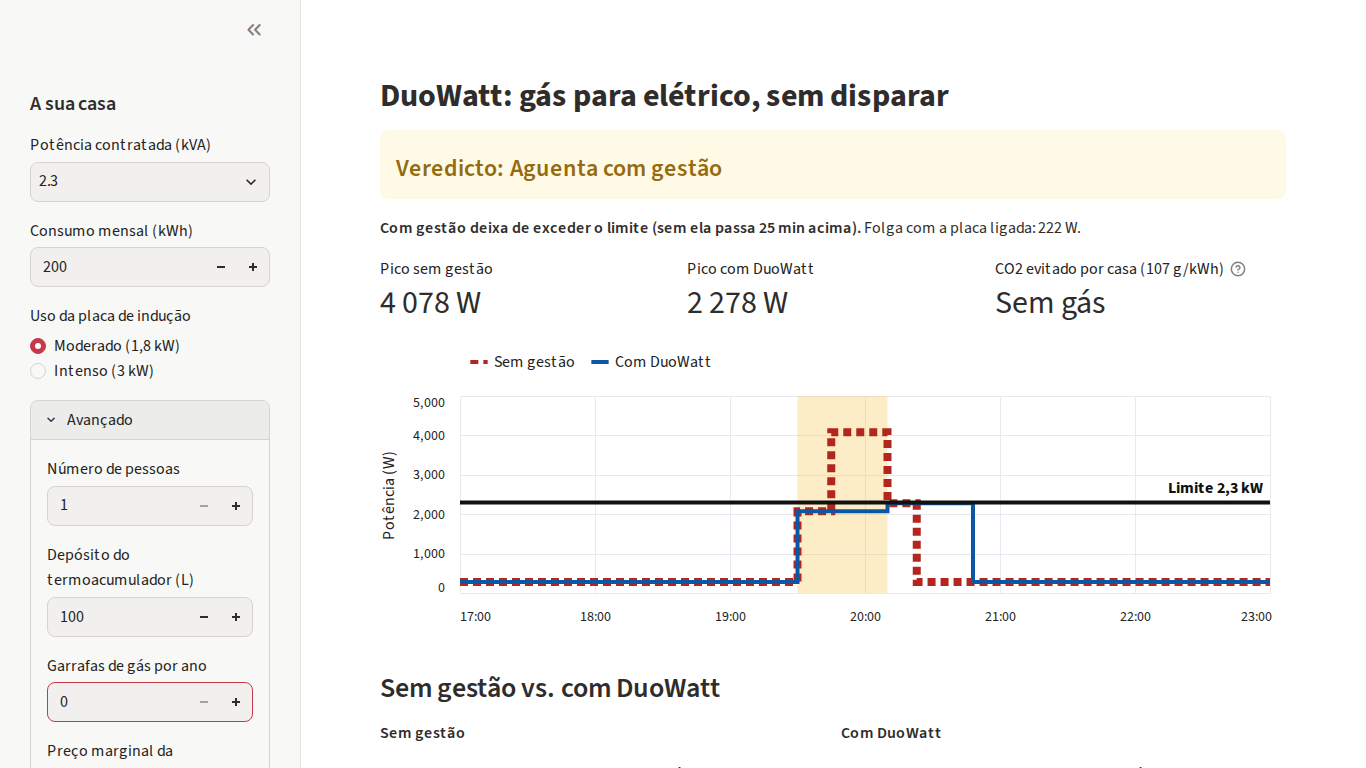 A sua casa
Potência contratada (kVA)
2.3
Consumo mensal (kWh)
200
Uso da placa de indução
Moderado (1,8 kW)
Intenso (3 kW)
Avançado
Número de pessoas
1
Depósito do
termoacumulador (L)
100
Garrafas de gás por ano
0
Preço marginal da
DuoWatt: gás para elétrico, sem disparar
Veredicto: Aguenta com gestão
Com gestão deixa de exceder o limite (sem ela passa 25 min acima). Folga com a placa ligada: 222 W.
Pico sem gestão
4 078 W
Pico com DuoWatt
2 278 W
CO2 evitado por casa (107 g/kWh)
Sem gás
Sem gestão
Com DuoWatt
Potência (W)
5,000
4,000
3,000
2,000
1,000
0
Limite 2,3 kW
17:00 18:00 19:00 20:00 21:00 22:00 23:00
Sem gestão vs. com DuoWatt
Sem gestão
Com DuoWatt